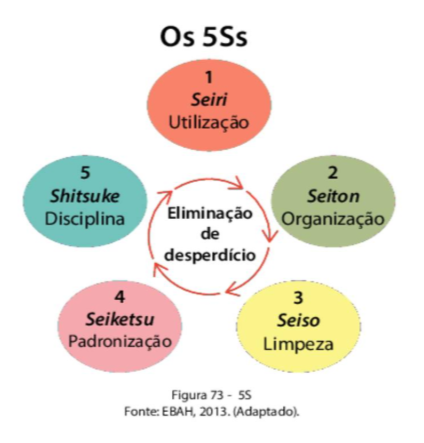 Os 5Ss
1
Seiri
Utilização
2
Seiton
Organização
3
Seiso
Limpeza
4
Seiketsu
Padronização
5
Shitsuke
Disciplina
Eliminação
de
desperdício
Figura 73 - 5S
Fonte: EBAH, 2013. (Adaptado).